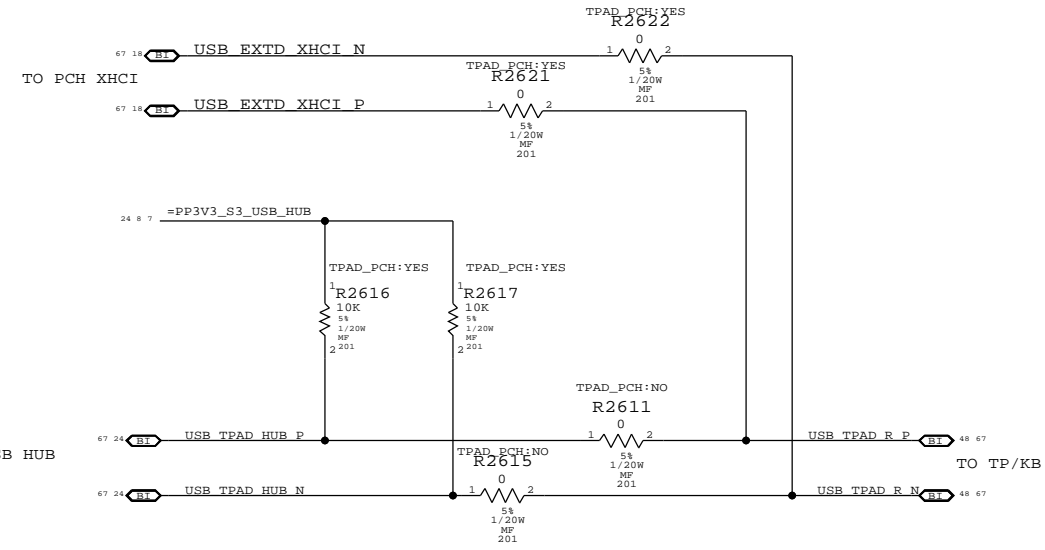 TPAD_PCH:YES
R2622
0
67 18 BI USB_EXTD_XHCI_N 1 2
TO PCH XHCI
TPAD_PCH:YES
R2621
0
5%
1/20W
MF
201
67 18 BI USB_EXTD_XHCI_P 1 2
5%
1/20W
MF
201
24 8 7 =PP3V3_S3_USB_HUB
TPAD_PCH:YES TPAD_PCH:YES
1 R2616 1 R2617
10K 10K
5% 5%
1/20W 1/20W
MF MF
2 201 2 201
TPAD_PCH:NO
R2611
0
67 24 BI USB_TPAD_HUB_P 1 2 USB_TPAD_R_P BI 48 67
5%
1/20W
MF
201
SB HUB
TO TP/KB
TPAD_PCH:NO
R2615
0
67 24 BI USB_TPAD_HUB_N 1 2 USB_TPAD_R_N BI 48 67
5%
1/20W
MF
201